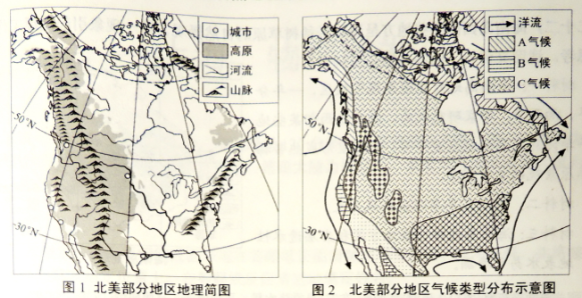 城市
高原
河流
山脉
50°N
30°N
图1 北美部分地区地理简图
洋流
A气候
B气候
C气候
50°N
30°N
图2 北美部分地区气候类型分布示意图